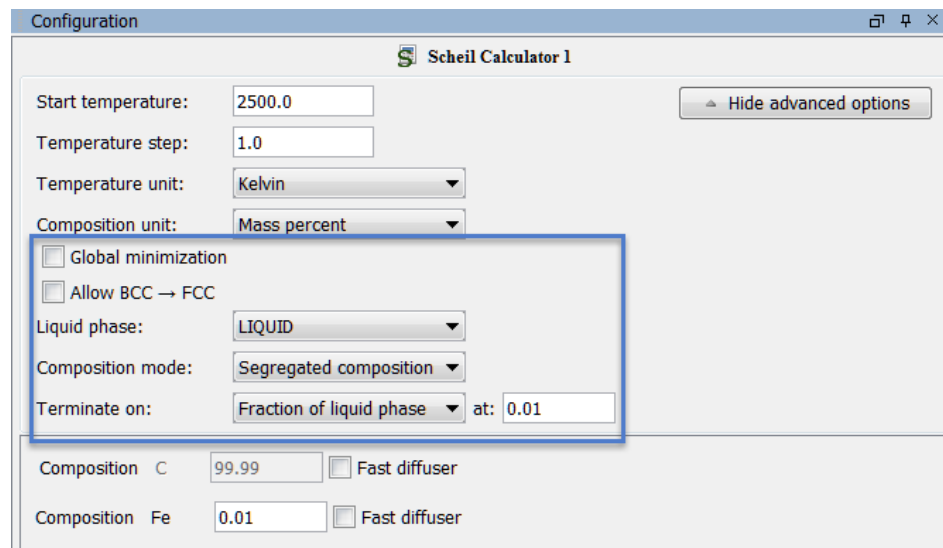 Configuration
Scheil Calculator 1
Start temperature: 2500.0 Hide advanced options
Temperature step: 1.0
Temperature unit: Kelvin
Composition unit: Mass percent
Global minimization
Allow BCC → FCC
Liquid phase: LIQUID
Composition mode: Segregated composition
Terminate on: Fraction of liquid phase at: 0.01
Composition C 99.99 Fast diffuser
Composition Fe 0.01 Fast diffuser